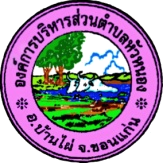 องค์การบริหารส่วนตำบลหัวหนอง
อ.บ้านไผ่ จ.ขอนแก่น